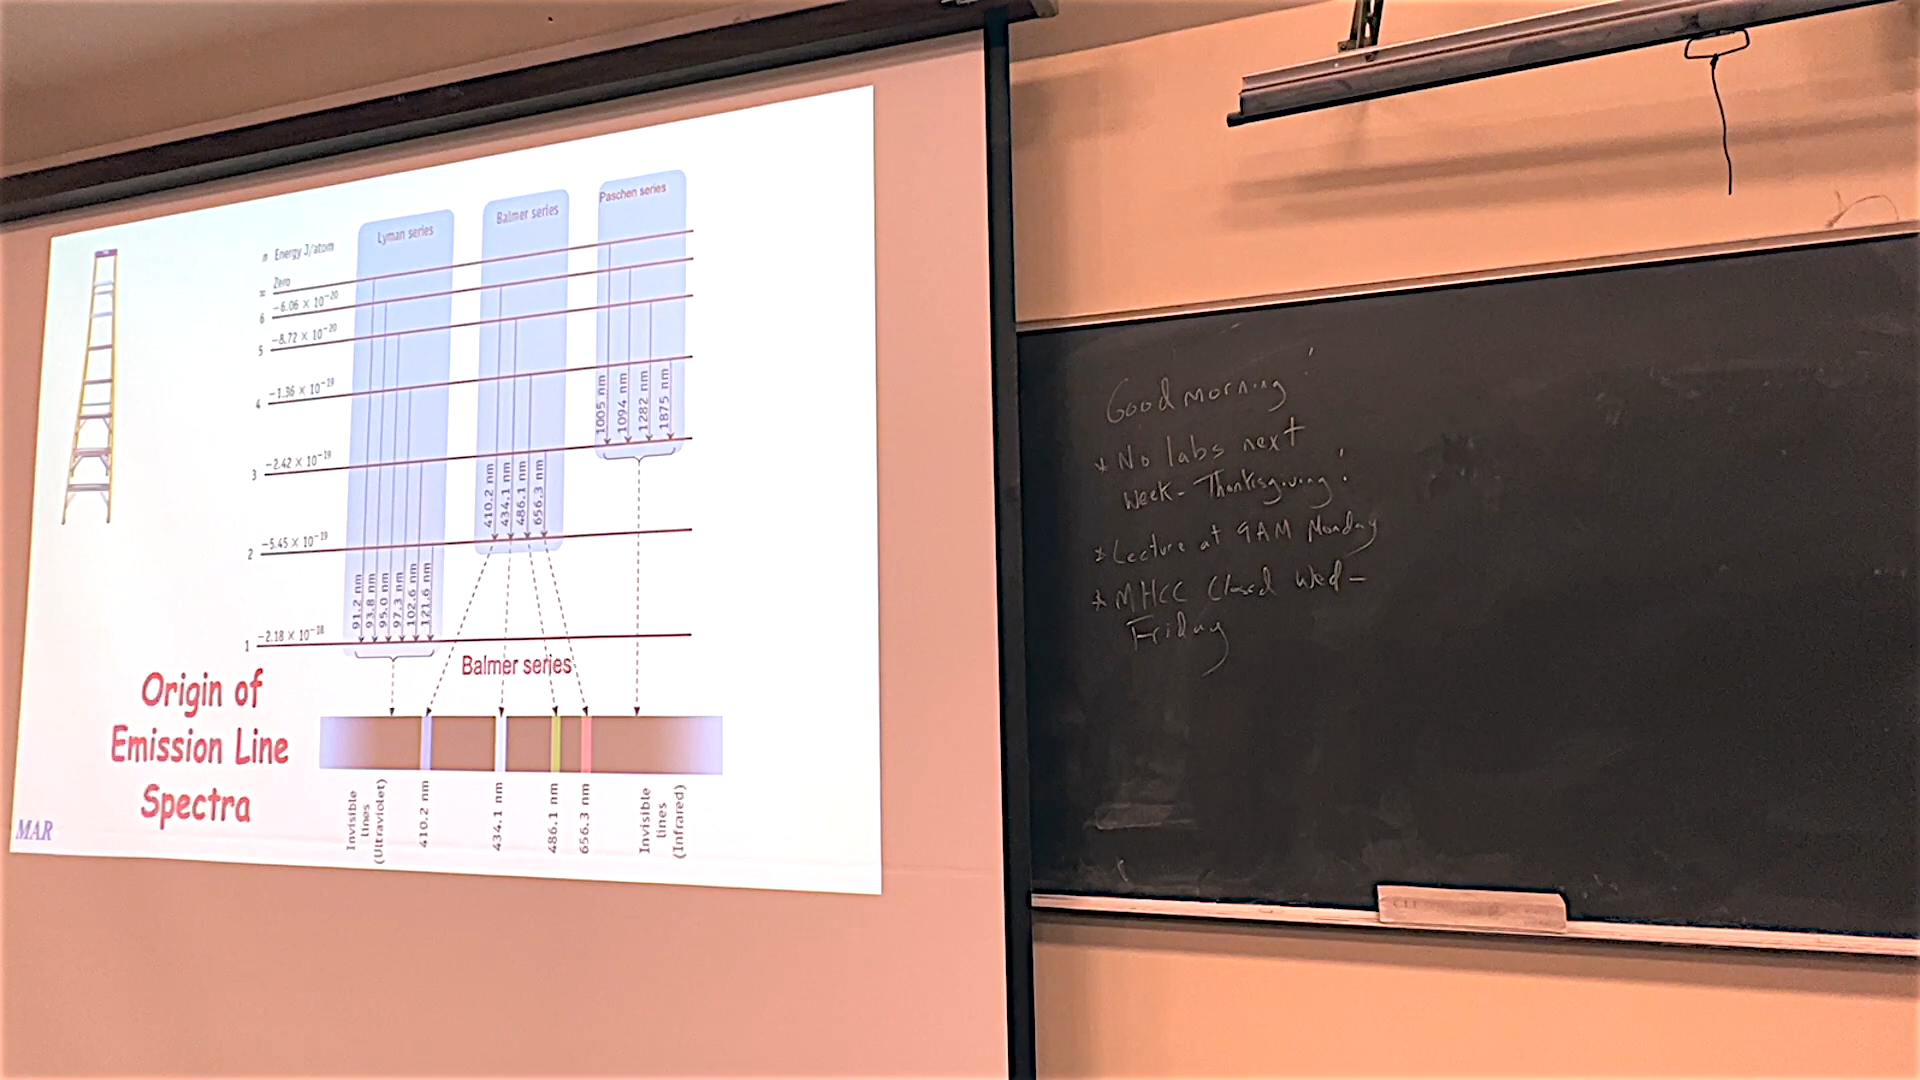 Lyman series
Balmer series
Paschen series
n Energy J/atom
∞ Zero
6 −6.06 × 10⁻²⁰
5 −8.72 × 10⁻²⁰
4 −1.36 × 10⁻¹⁹
3 −2.42 × 10⁻¹⁹
2 −5.45 × 10⁻¹⁹
1 −2.18 × 10⁻¹⁸
91.2 nm
93.8 nm
95.0 nm
97.3 nm
102.6 nm
121.6 nm
410.2 nm
434.1 nm
486.1 nm
656.3 nm
1005 nm
1094 nm
1282 nm
1875 nm
Balmer series
Invisible
lines
(Ultraviolet)
410.2 nm
434.1 nm
486.1 nm
656.3 nm
Invisible
lines
(Infrared)
Origin of
Emission Line
Spectra
MAR
Good morning!
* No labs next
week - Thanksgiving!
* Lecture at 9AM Monday
* MHCC Closed Wed -
Friday